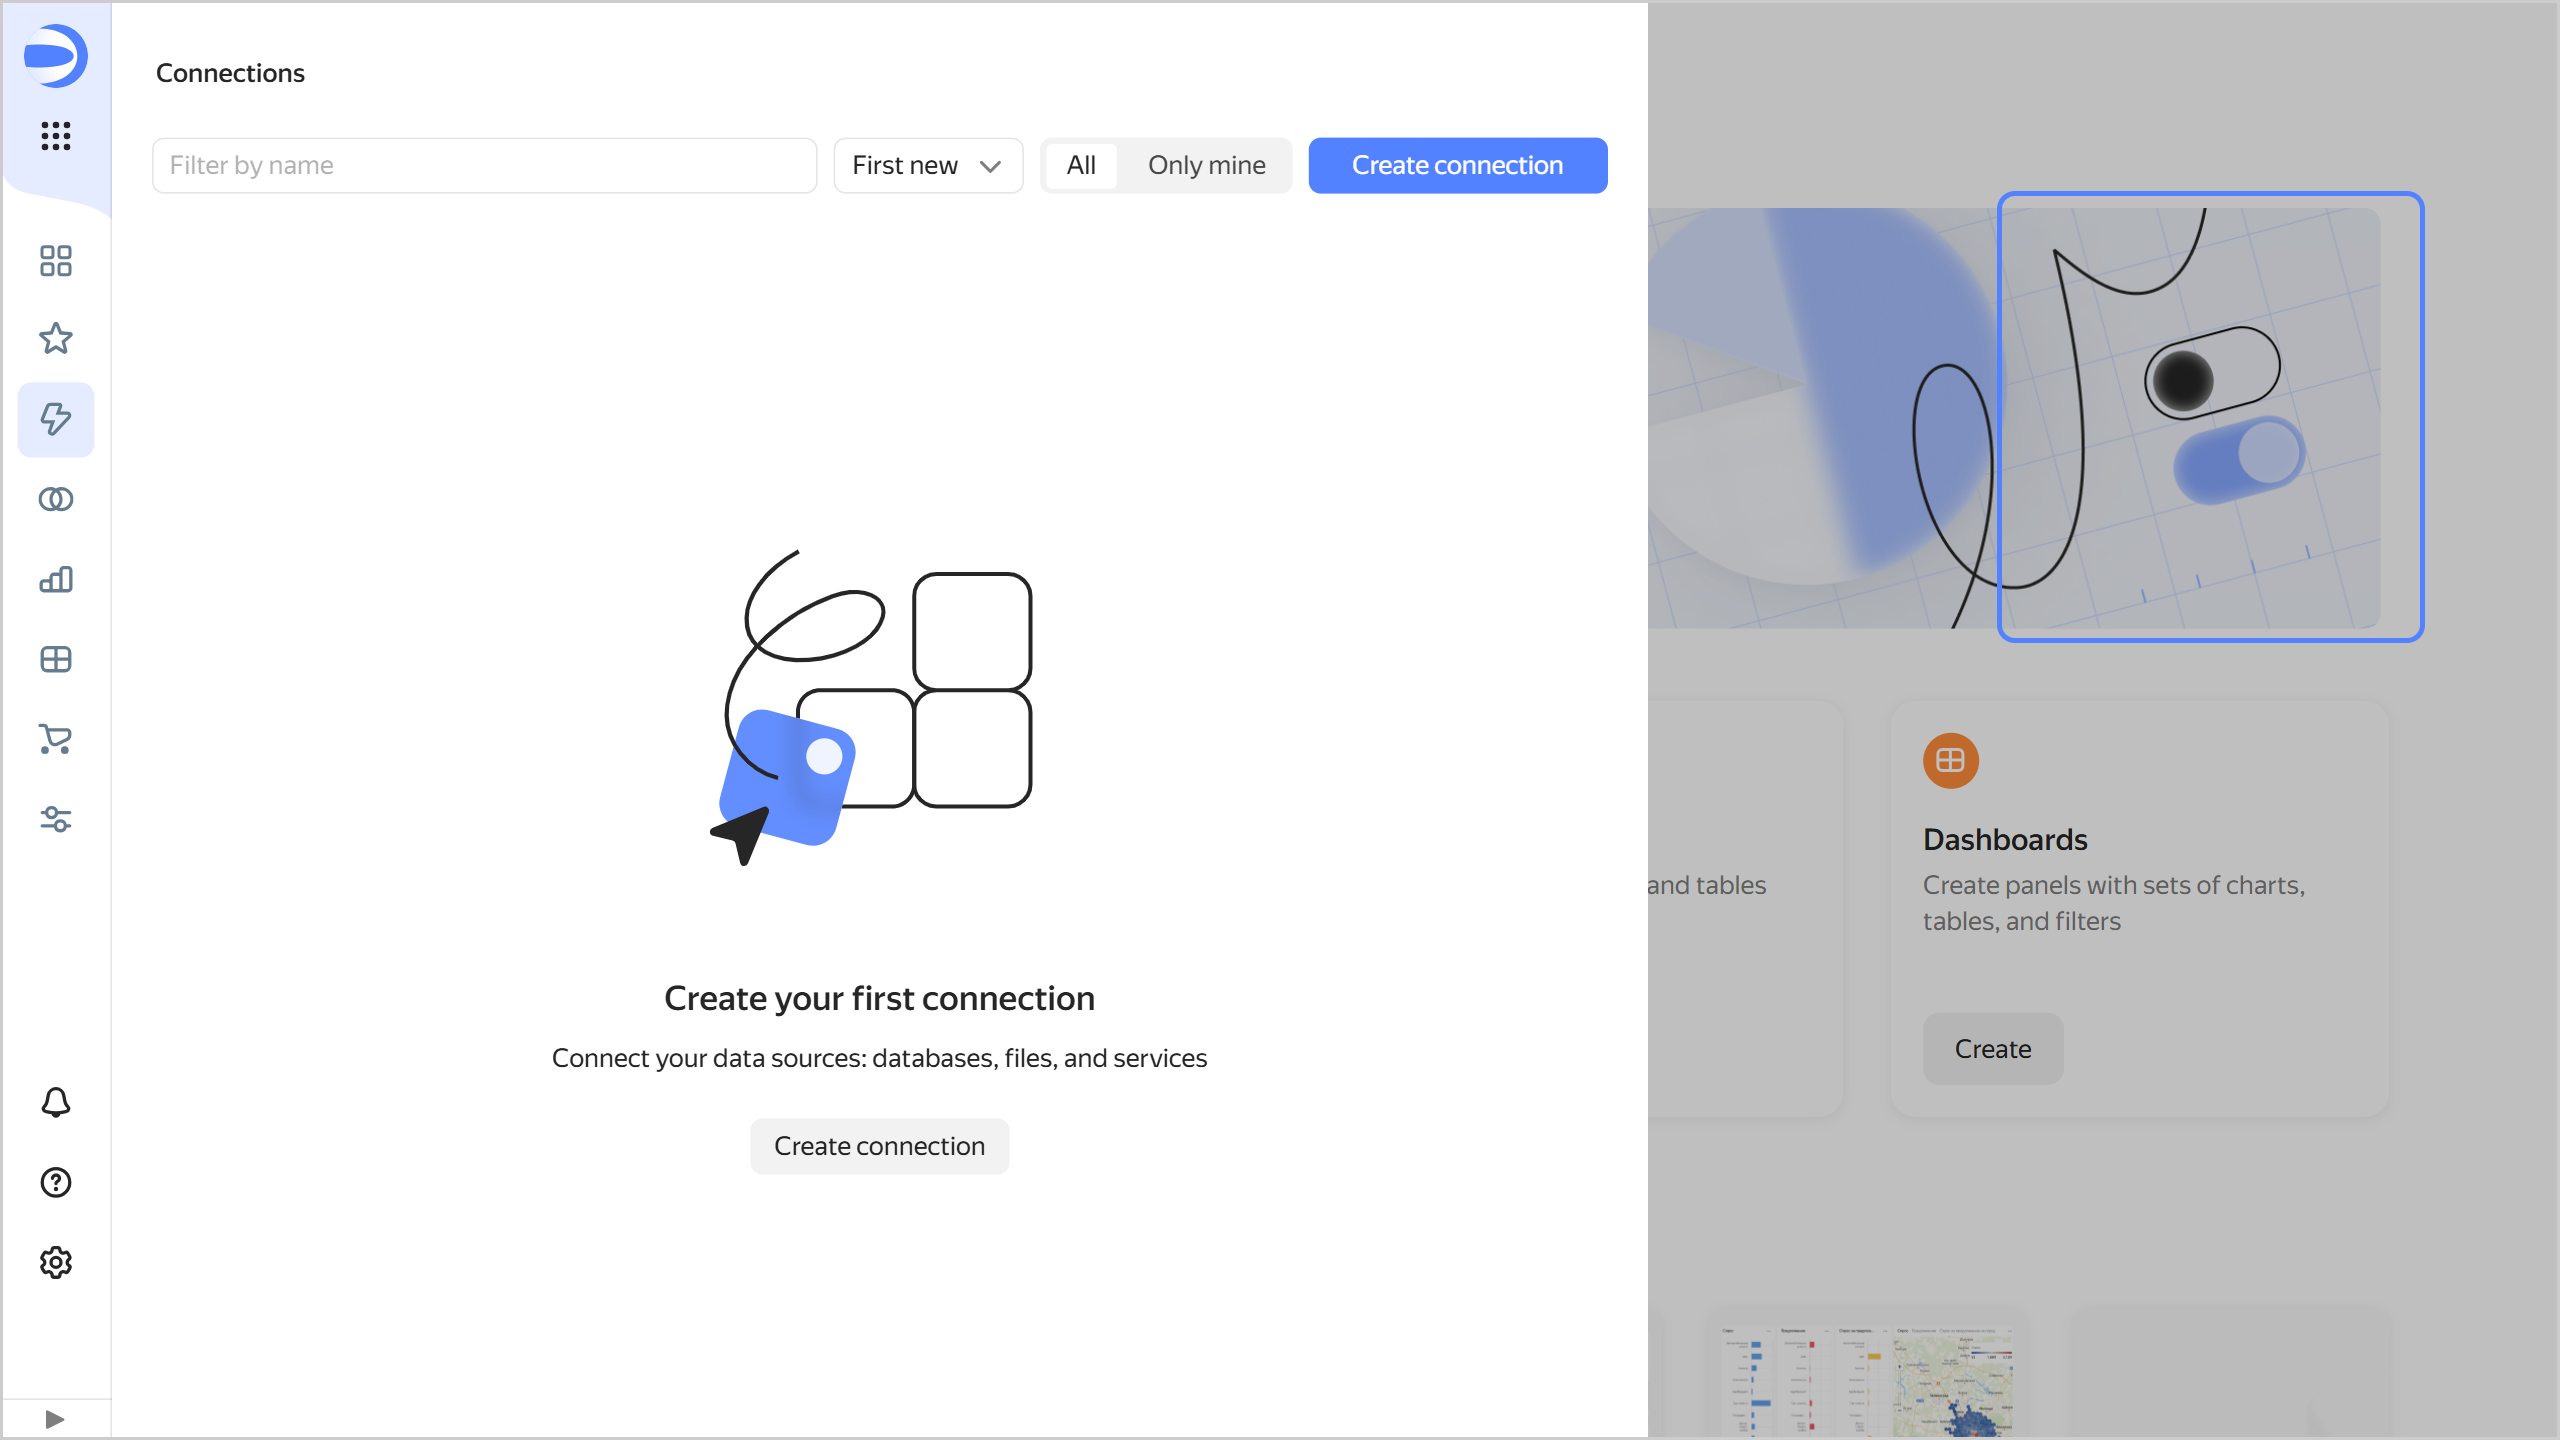 Connections
Filter by name
First new
All
Only mine
Create connection
Create your first connection
Connect your data sources: databases, files, and services
Create connection
and tables
Dashboards
Create panels with sets of charts,
tables, and filters
Create